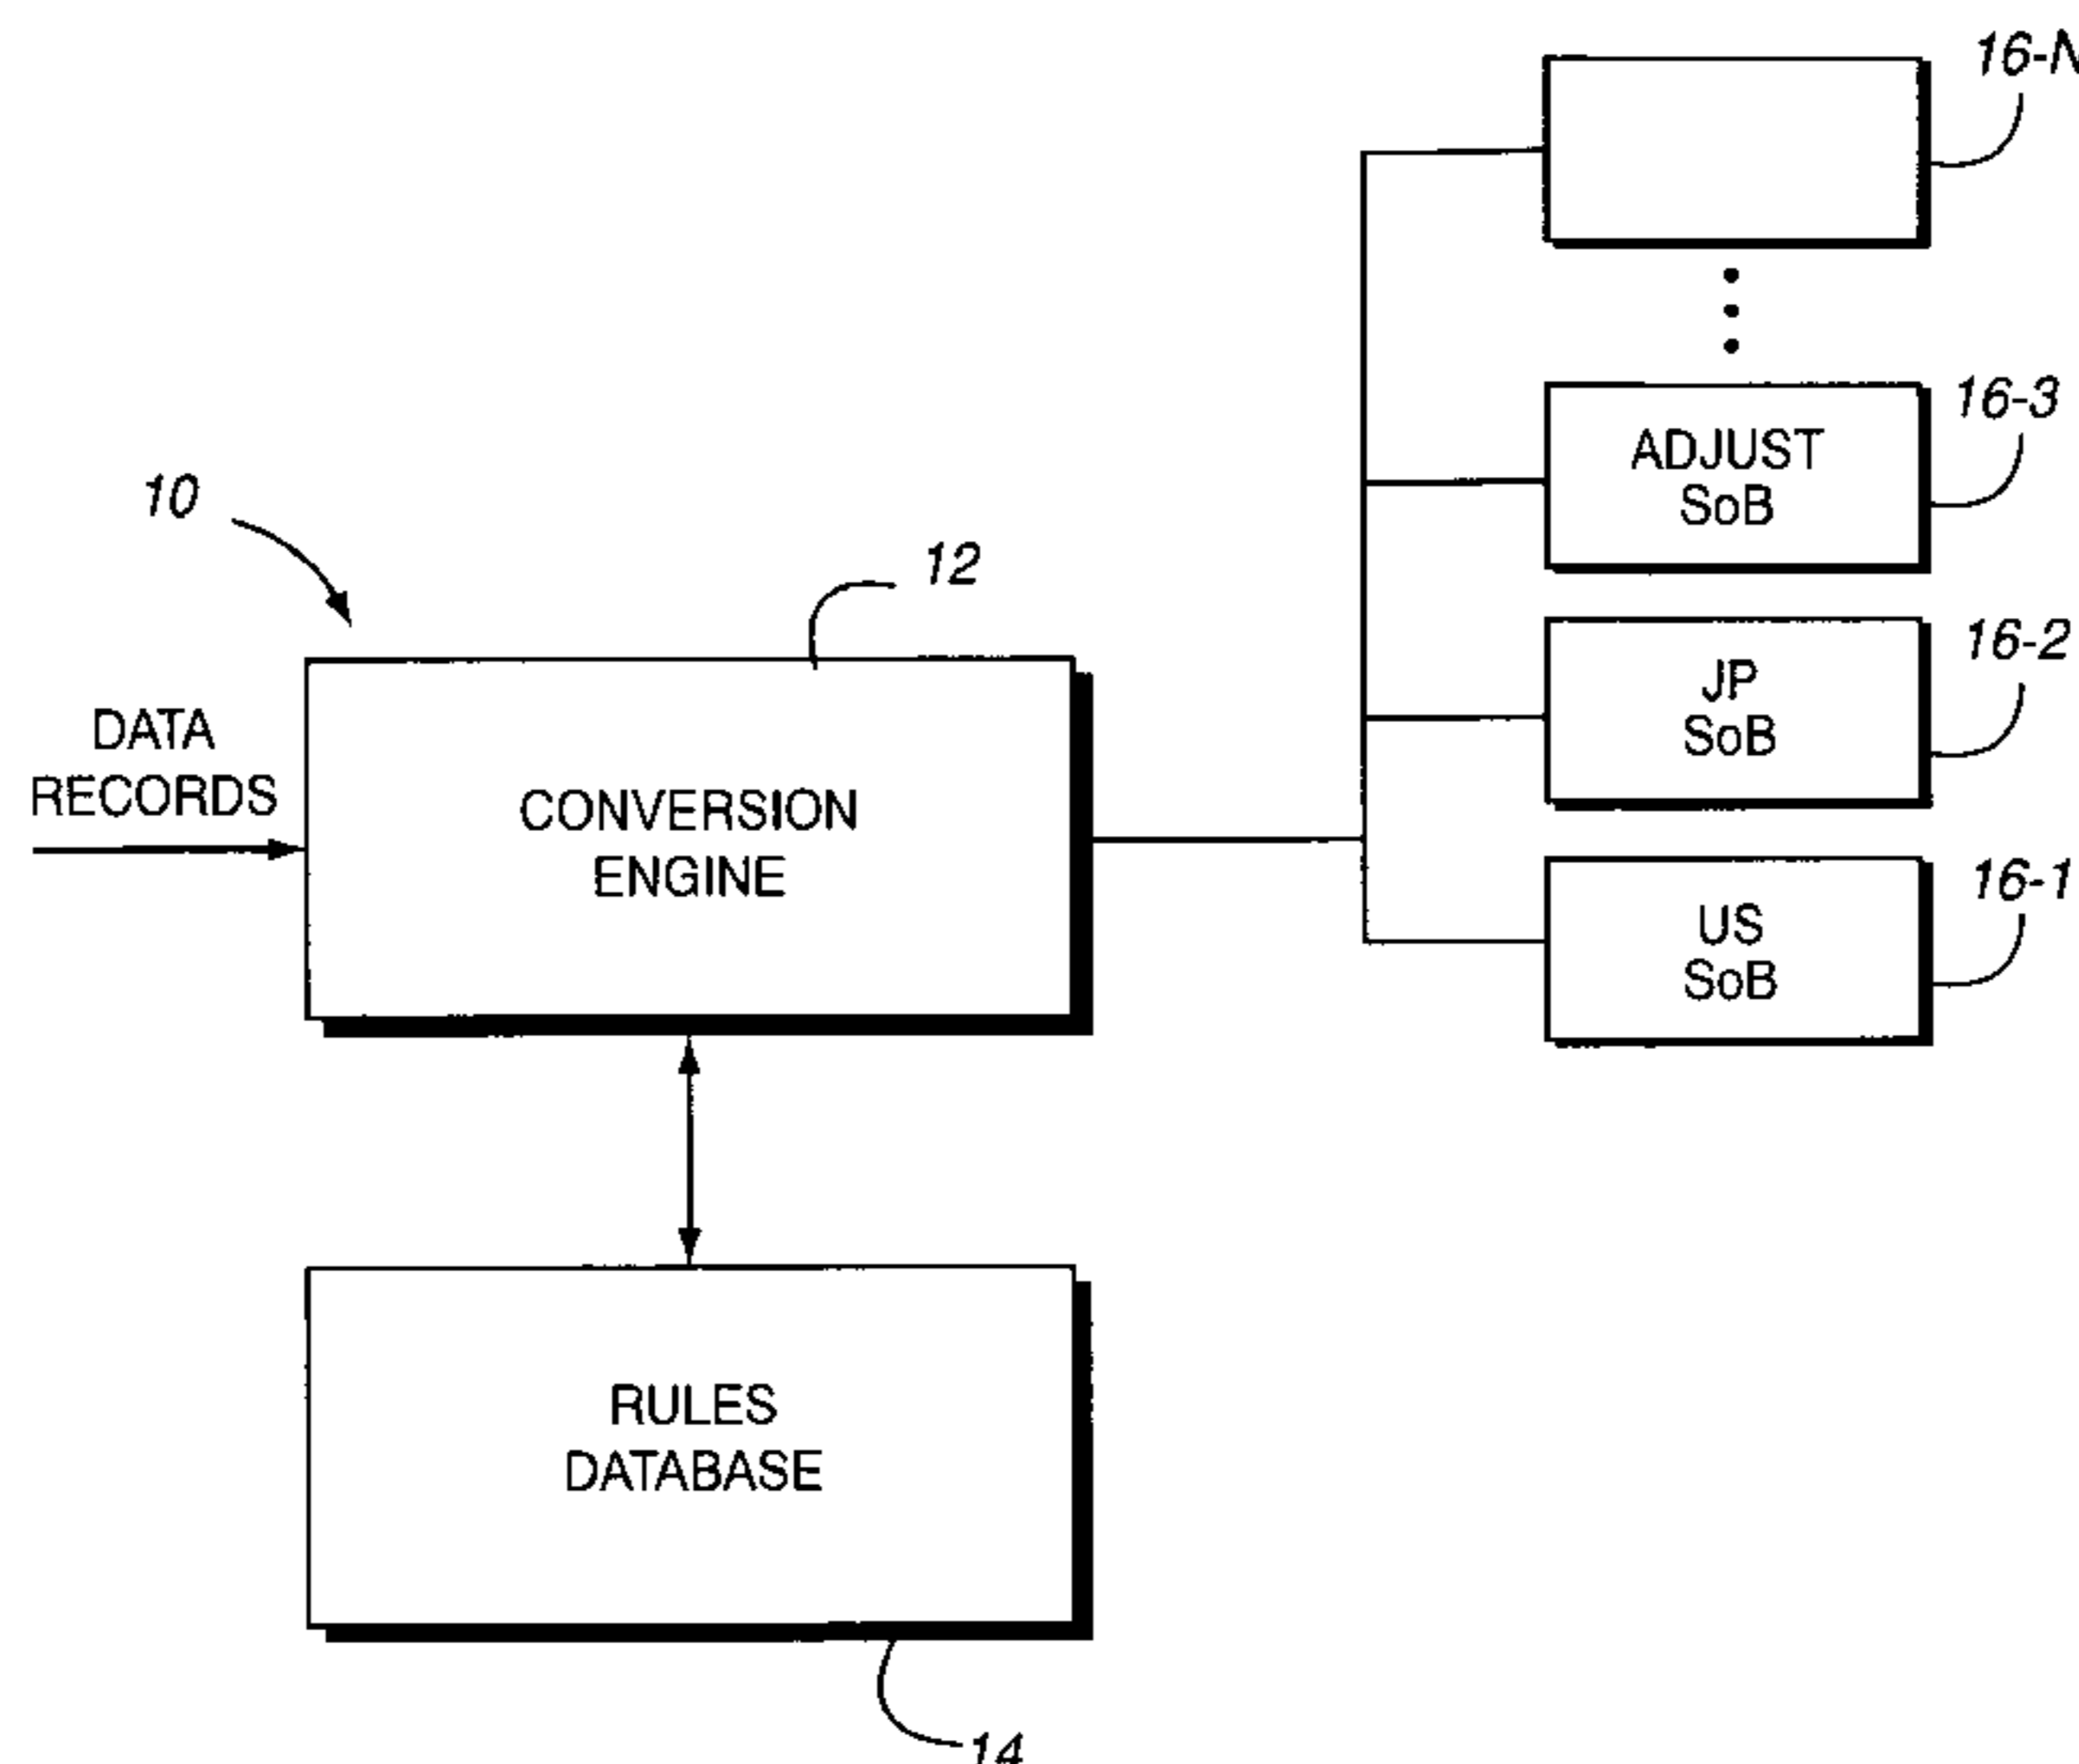 16-N
16-3
ADJUST
SoB
10
12
16-2
JP
SoB
DATA
RECORDS
CONVERSION
ENGINE
16-1
US
SoB
RULES
DATABASE
14